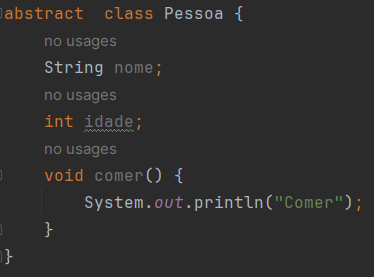 abstract  class Pessoa {
no usages
String nome;
no usages
int idade;
no usages
void comer() {
System.out.println("Comer");
}
}